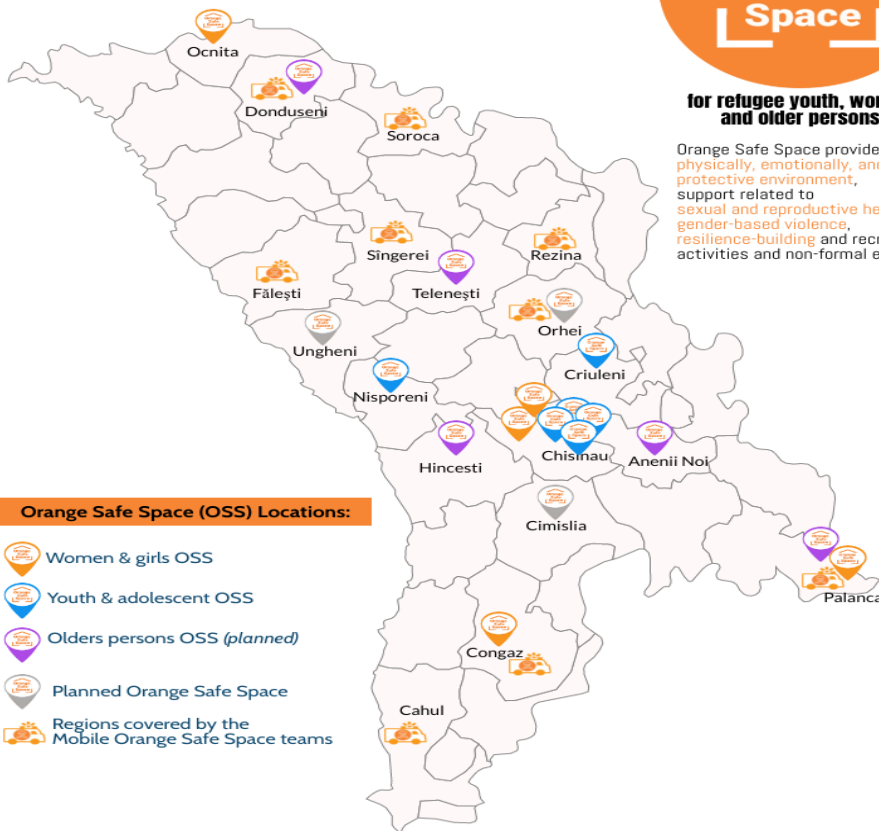 Space
for refugee youth, wo
and older persons
Orange Safe Space provide
physically, emotionally, an
protective environment,
support related to
sexual and reproductive he
gender-based violence,
resilience-building and recr
activities and non-formal e
Ocnita
Donduseni
Soroca
Sîngerei
Rezina
Fălești
Telenești
Orhei
Ungheni
Criuleni
Nisporeni
Chisinau
Anenii Noi
Hincesti
Cimislia
Palanca
Congaz
Cahul
Orange Safe Space (OSS) Locations:
Women & girls OSS
Youth & adolescent OSS
Olders persons OSS (planned)
Planned Orange Safe Space
Regions covered by the
Mobile Orange Safe Space teams